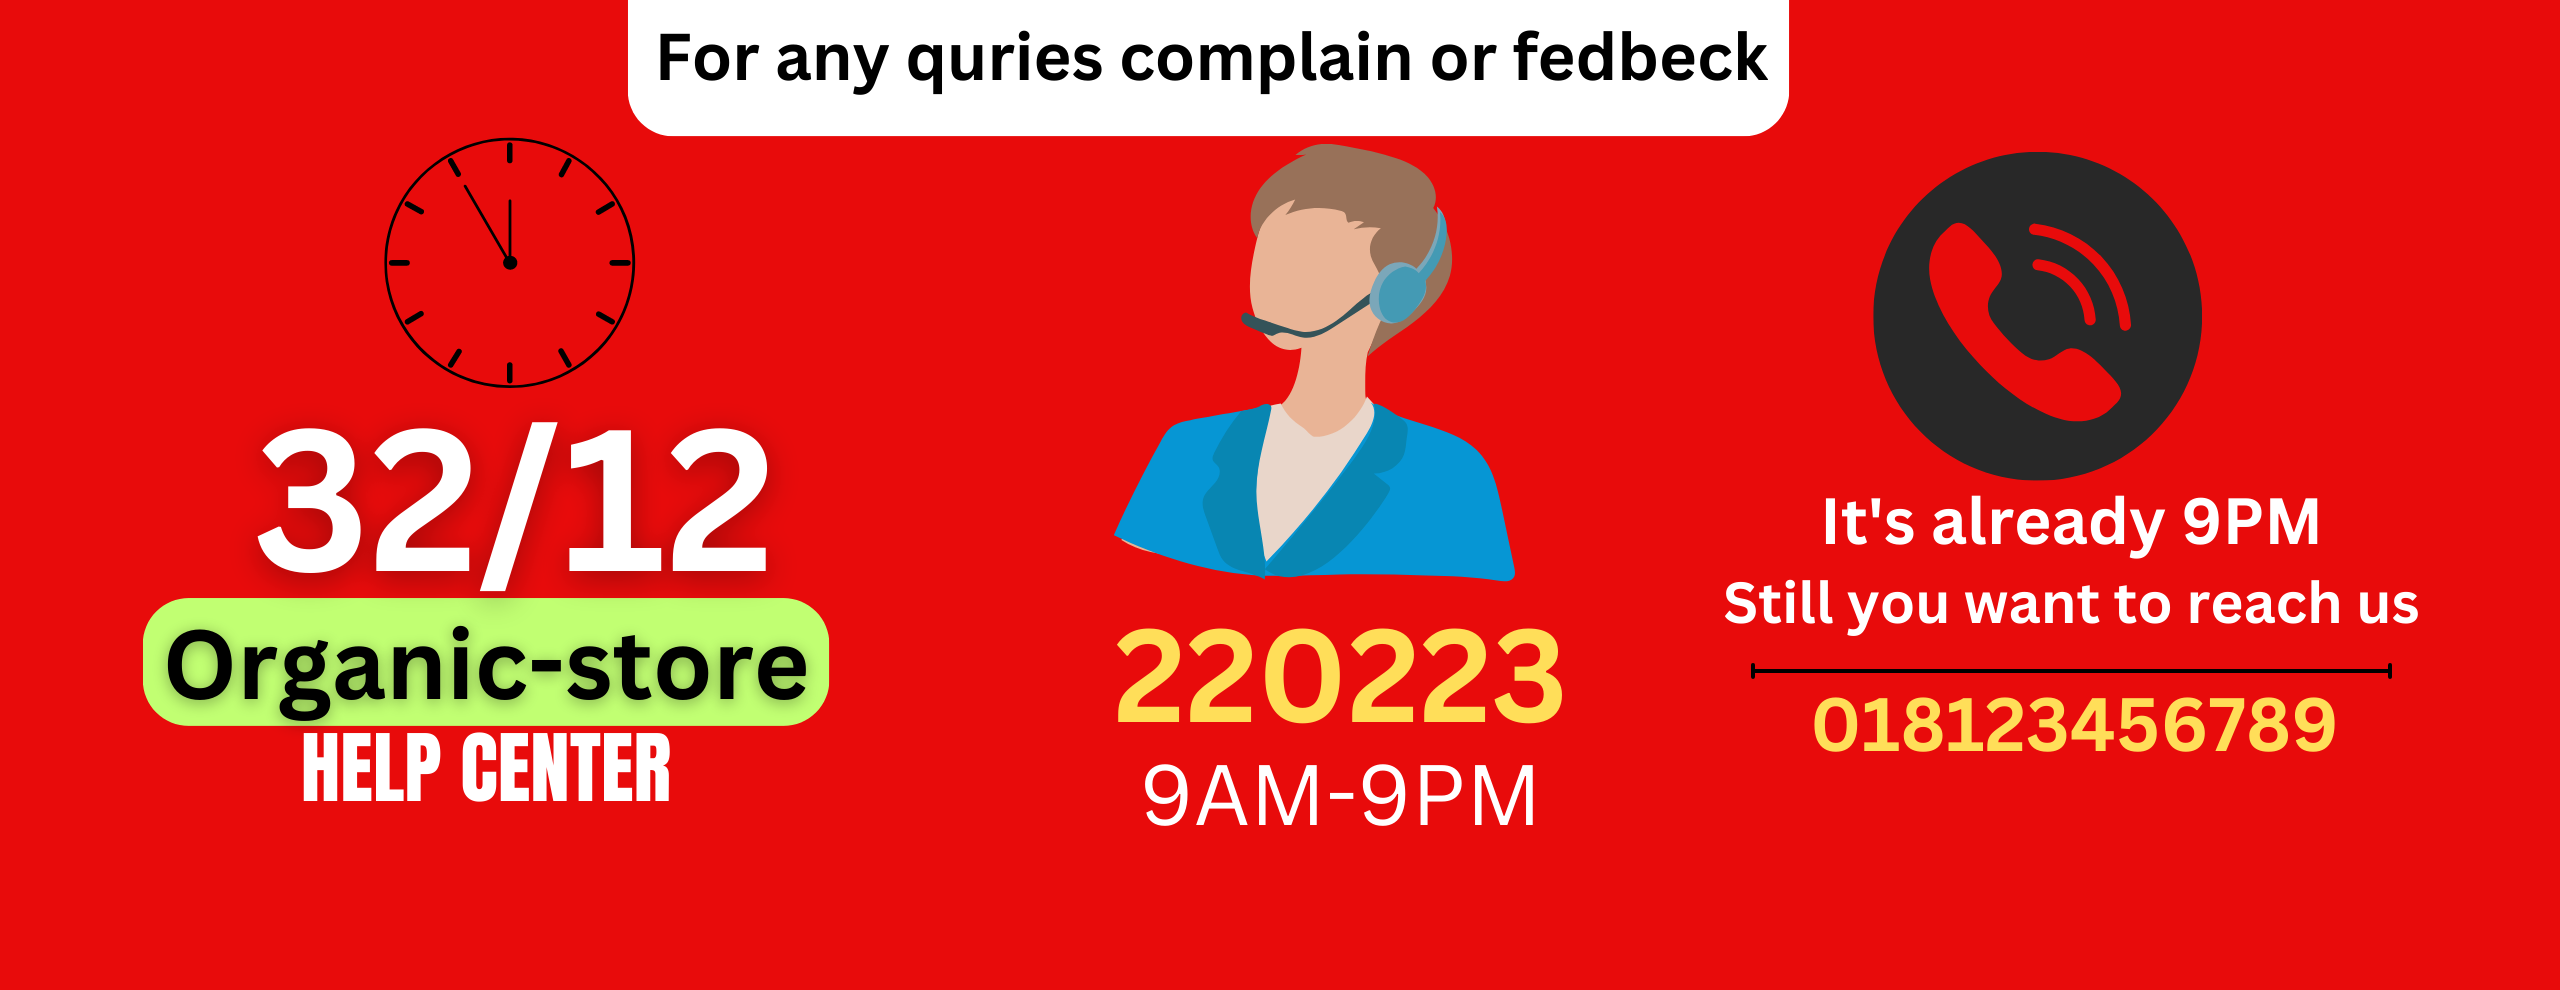 For any quries complain or fedbeck
32/12
Organic-store
HELP CENTER
220223
9AM-9PM
It's already 9PM
Still you want to reach us
018123456789